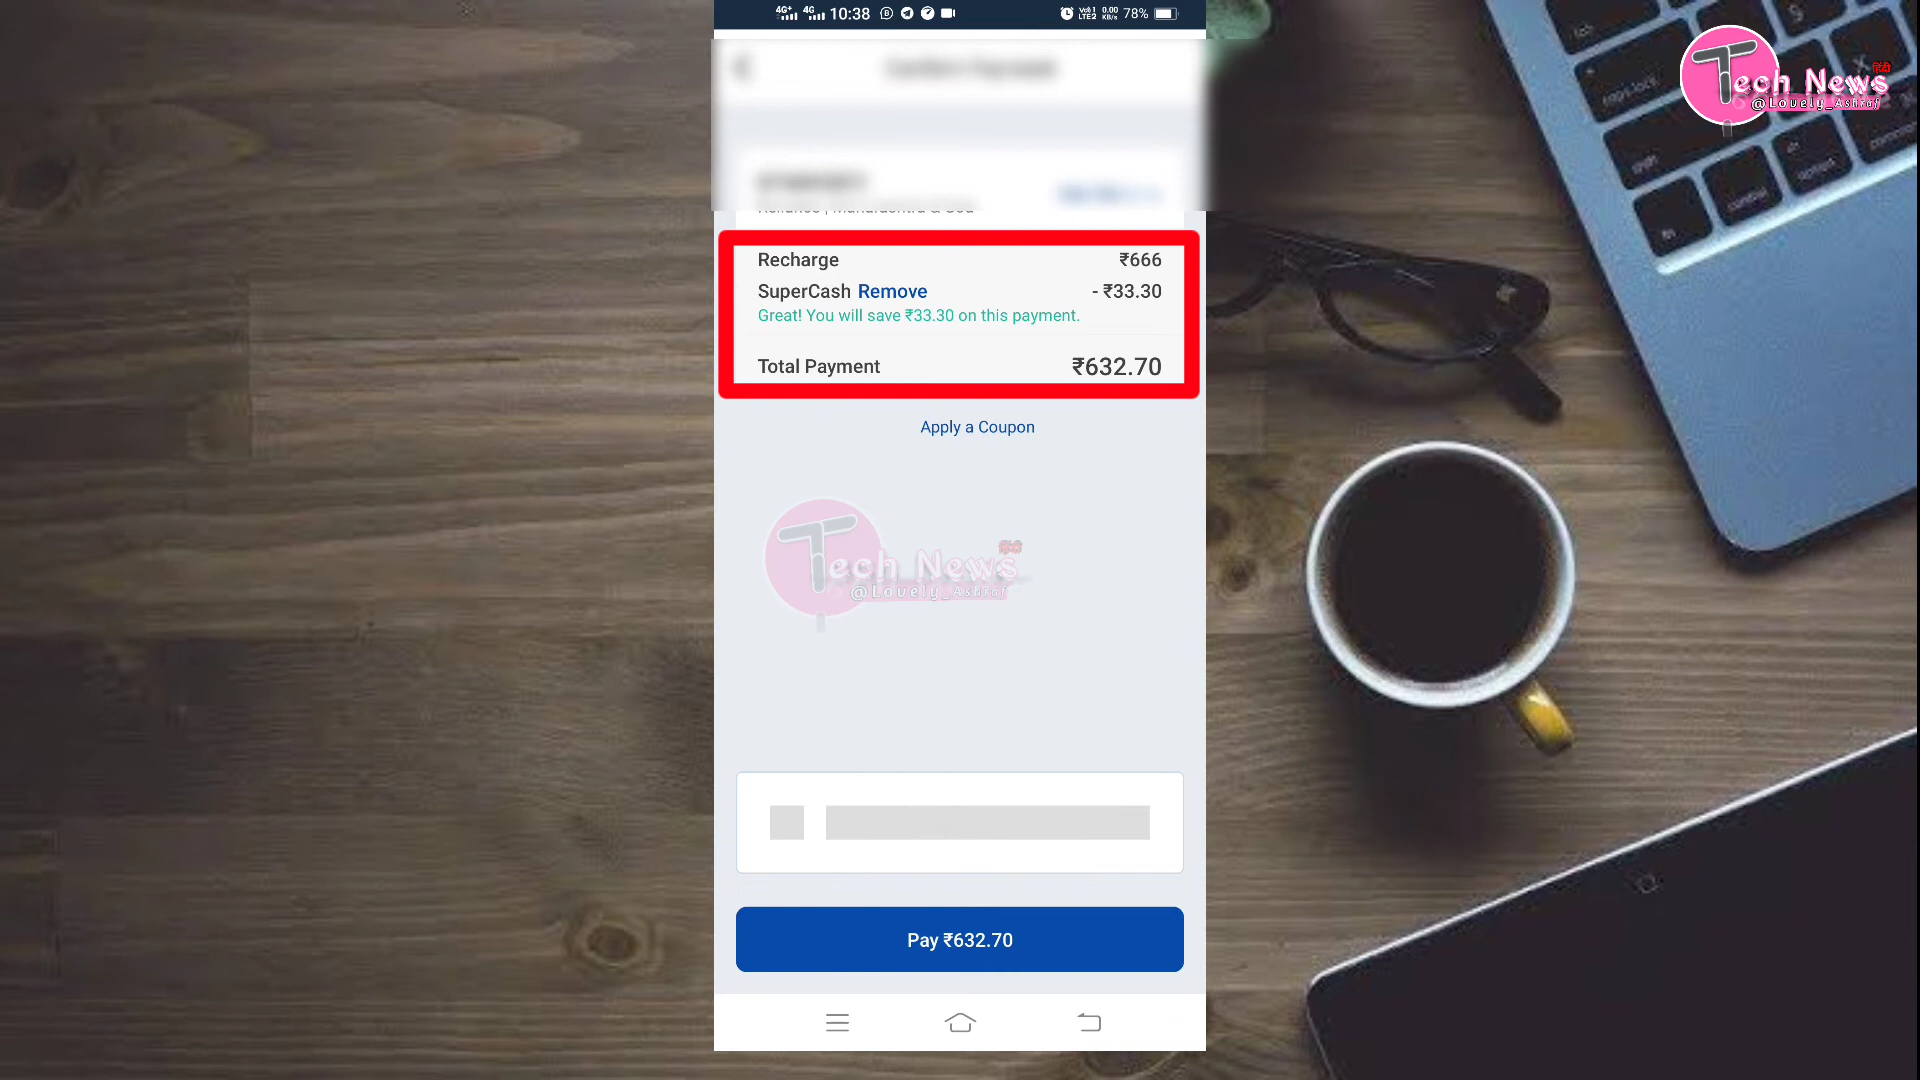 10:38
78%
Tech News हिंदी
@Lovely_Ashraf
Recharge ₹666
SuperCash Remove - ₹33.30
Great! You will save ₹33.30 on this payment.
Total Payment ₹632.70
Apply a Coupon
Tech News हिंदी
@Lovely_Ashraf
Pay ₹632.70